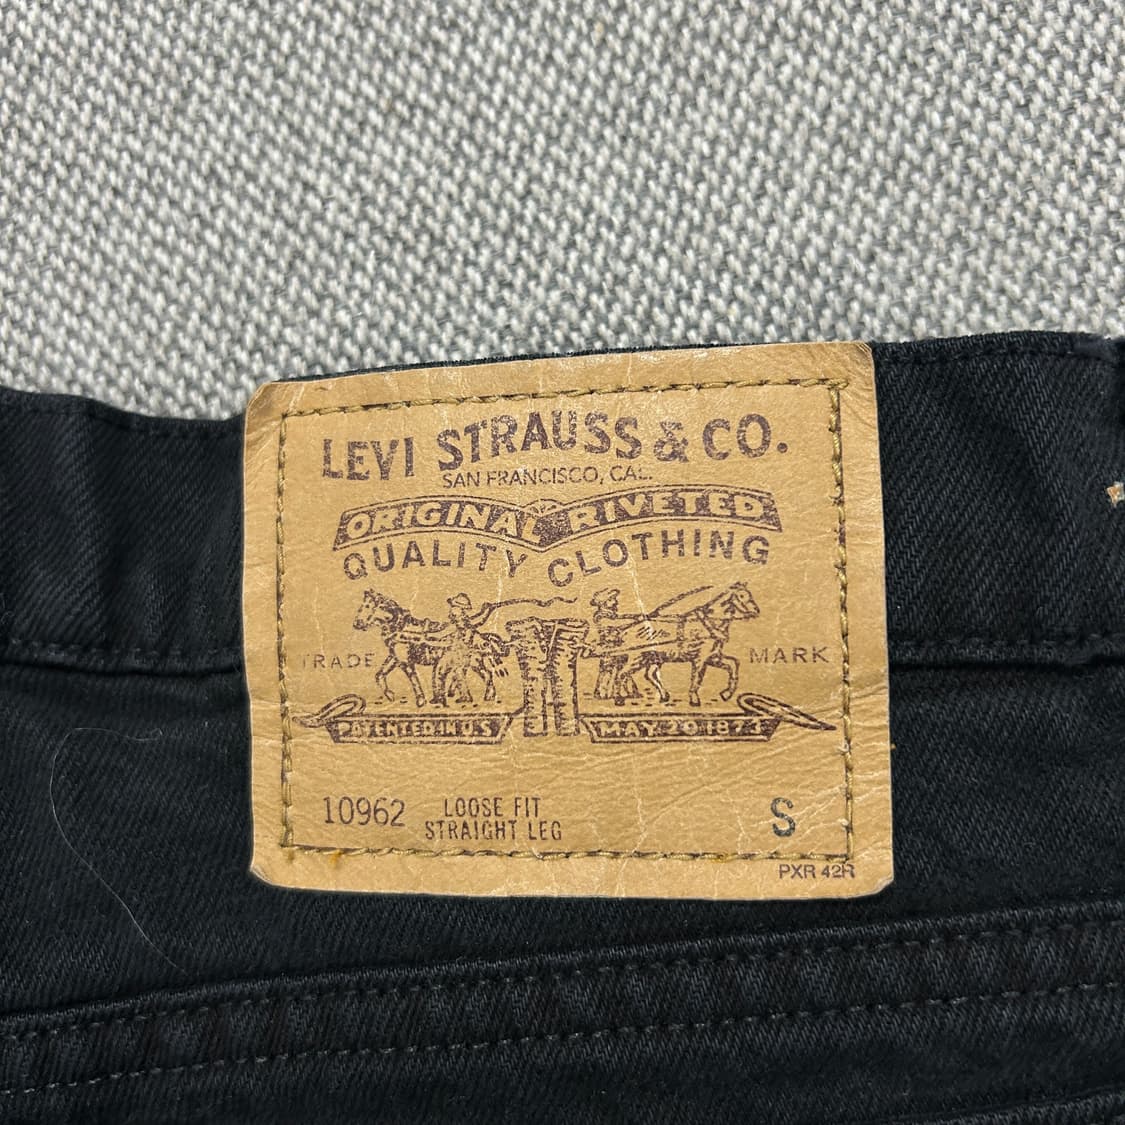 LEVI STRAUSS & CO.
SAN FRANCISCO, CAL.
ORIGINAL RIVETED
QUALITY CLOTHING
TRADE MARK
PATENTED IN U.S. MAY 20 1873
10962 LOOSE FIT S
STRAIGHT LEG
PXR 42R